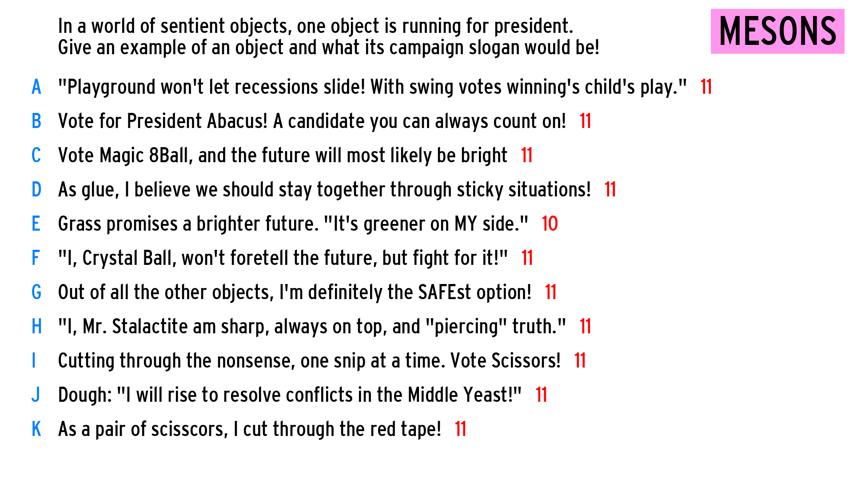 In a world of sentient objects, one object is running for president.
Give an example of an object and what its campaign slogan would be!
MESONS
A "Playground won't let recessions slide! With swing votes winning's child's play." 11
B Vote for President Abacus! A candidate you can always count on! 11
C Vote Magic 8Ball, and the future will most likely be bright 11
D As glue, I believe we should stay together through sticky situations! 11
E Grass promises a brighter future. "It's greener on MY side." 10
F "I, Crystal Ball, won't foretell the future, but fight for it!" 11
G Out of all the other objects, I'm definitely the SAFEst option! 11
H "I, Mr. Stalactite am sharp, always on top, and "piercing" truth." 11
I Cutting through the nonsense, one snip at a time. Vote Scissors! 11
J Dough: "I will rise to resolve conflicts in the Middle Yeast!" 11
K As a pair of scisscors, I cut through the red tape! 11